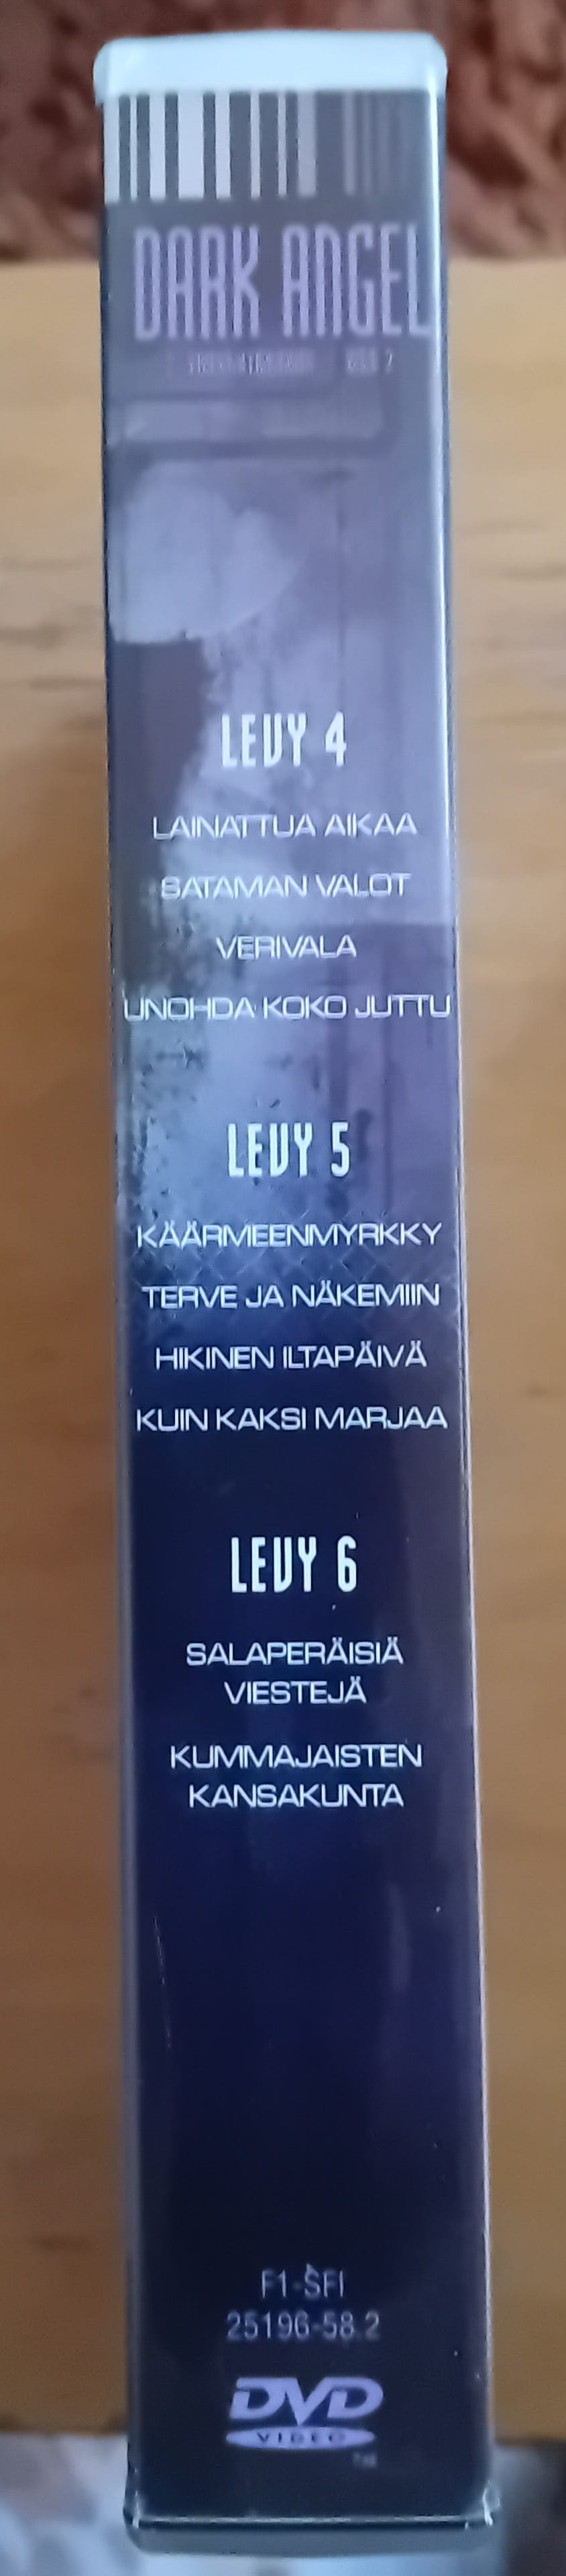 DARK ANGEL
LEVY 4
LAINATTUA AIKAA
SATAMAN VALOT
VERIVALA
UNOHDA KOKO JUTTU
LEVY 5
KÄÄRMEENMYRKKY
TERVE JA NÄKEMIIN
HIKINEN ILTAPÄIVÄ
KUIN KAKSI MARJAA
LEVY 6
SALAPERÄISIÄ
VIESTEJÄ
KUMMAJAISTEN
KANSAKUNTA
F1-SFI
25196-58.2
DVD
VIDEO